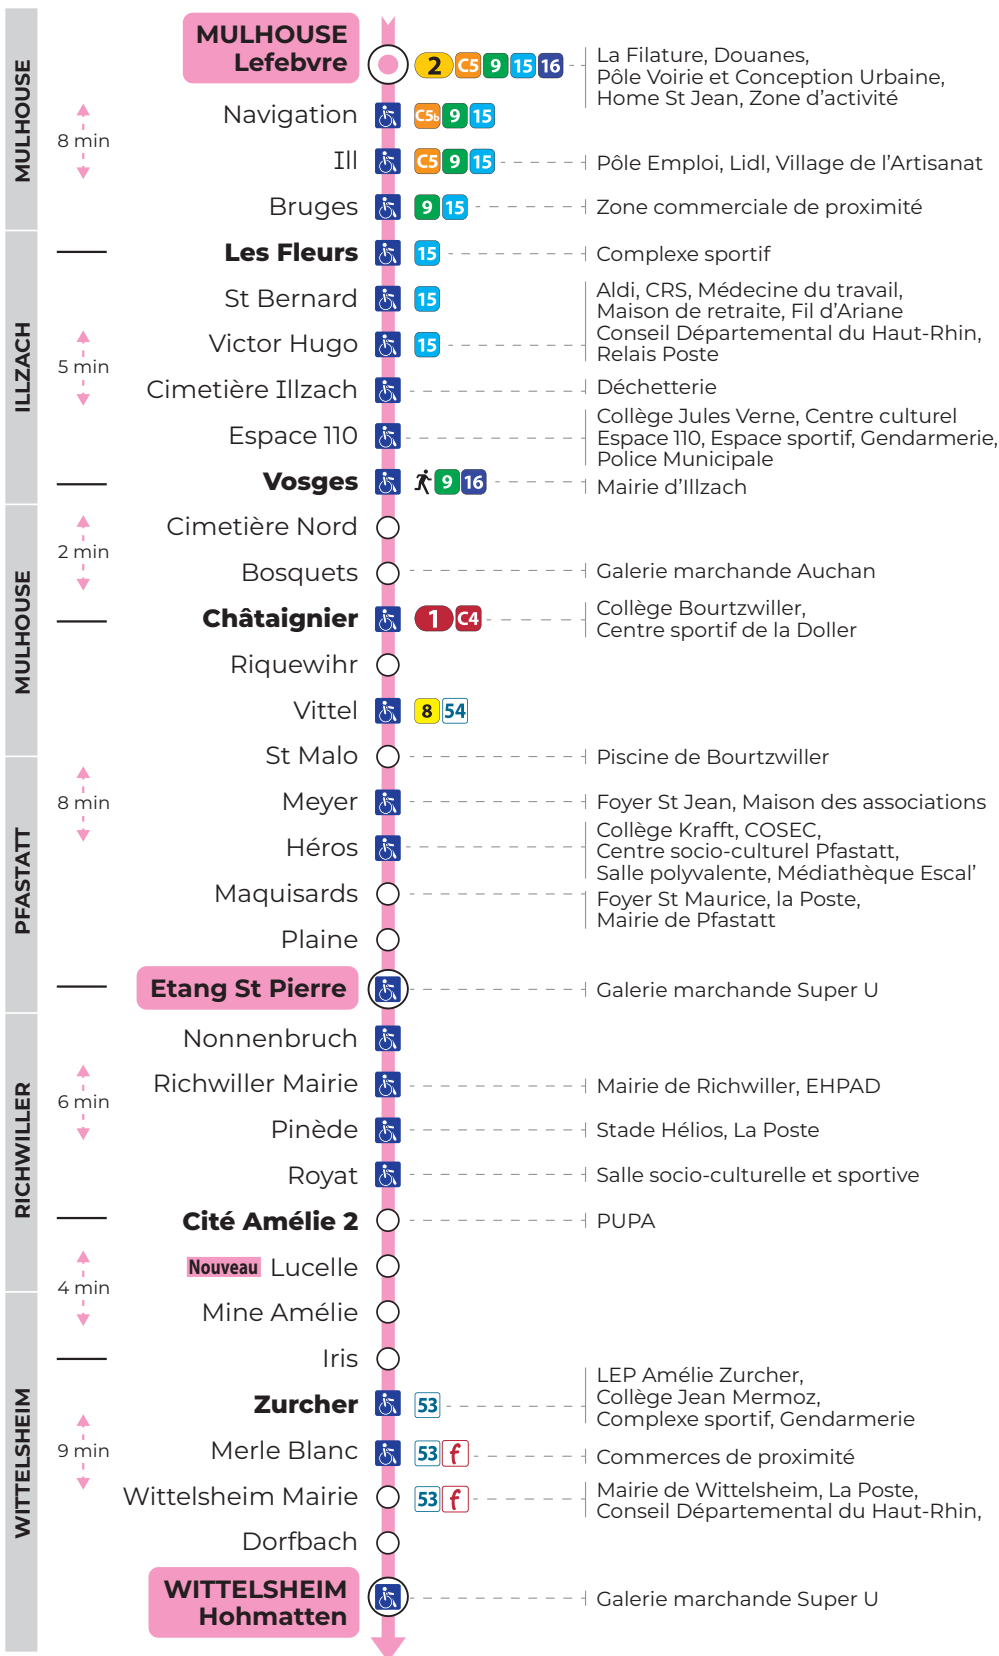 MULHOUSE
Lefebvre
2 C5 9 15 16
La Filature, Douanes,
Pôle Voirie et Conception Urbaine,
Home St Jean, Zone d'activité
MULHOUSE
8 min
Navigation
C5b 9 15
Ill
C5 9 15
Pôle Emploi, Lidl, Village de l'Artisanat
Bruges
9 15
Zone commerciale de proximité
ILLZACH
Les Fleurs
15
Complexe sportif
St Bernard
15
Aldi, CRS, Médecine du travail,
Maison de retraite, Fil d'Ariane
5 min
Victor Hugo
15
Conseil Départemental du Haut-Rhin,
Relais Poste
Cimetière Illzach
Déchetterie
Espace 110
Collège Jules Verne, Centre culturel
Espace 110, Espace sportif, Gendarmerie,
Police Municipale
Vosges
9 16
Mairie d'Illzach
MULHOUSE
Cimetière Nord
2 min
Bosquets
Galerie marchande Auchan
Châtaignier
1 C4
Collège Bourtzwiller,
Centre sportif de la Doller
Riquewihr
Vittel
8 54
PFASTATT
St Malo
Piscine de Bourtzwiller
8 min
Meyer
Foyer St Jean, Maison des associations
Héros
Collège Krafft, COSEC,
Centre socio-culturel Pfastatt,
Salle polyvalente, Médiathèque Escal'
Maquisards
Foyer St Maurice, la Poste,
Mairie de Pfastatt
Plaine
Etang St Pierre
Galerie marchande Super U
RICHWILLER
Nonnenbruch
6 min
Richwiller Mairie
Mairie de Richwiller, EHPAD
Pinède
Stade Hélios, La Poste
Royat
Salle socio-culturelle et sportive
Cité Amélie 2
PUPA
4 min
Nouveau Lucelle
WITTELSHEIM
Mine Amélie
Iris
Zurcher
53
LEP Amélie Zurcher,
Collège Jean Mermoz,
Complexe sportif, Gendarmerie
9 min
Merle Blanc
53 f
Commerces de proximité
Wittelsheim Mairie
53 f
Mairie de Wittelsheim, La Poste,
Conseil Départemental du Haut-Rhin,
Dorfbach
WITTELSHEIM
Hohmatten
Galerie marchande Super U